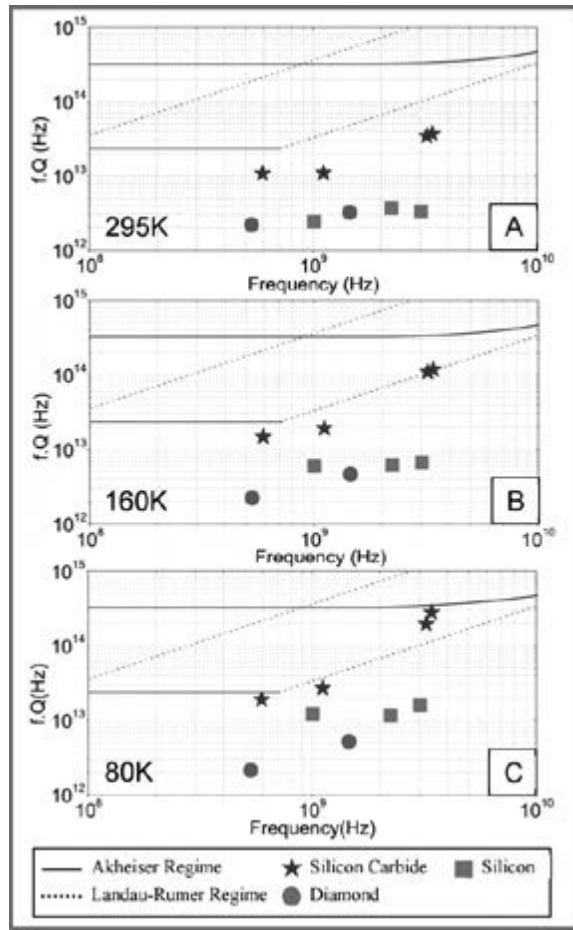 10^15
10^14
10^13
10^12
f.Q (Hz)
295K
A
10^8
10^9
10^10
Frequency (Hz)
10^15
10^14
10^13
10^12
f.Q (Hz)
160K
B
10^8
10^9
10^10
Frequency (Hz)
10^15
10^14
10^13
10^12
f.Q(Hz)
80K
C
10^8
10^9
10^10
Frequency(Hz)
Akheiser Regime Silicon Carbide Silicon
Landau-Rumer Regime Diamond